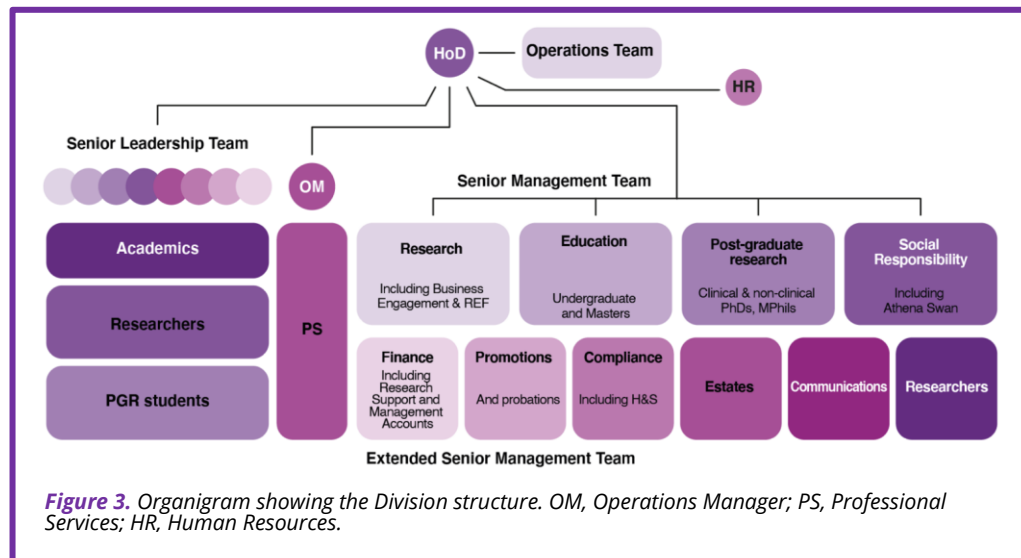 HoD
Operations Team
HR
Senior Leadership Team
OM
Senior Management Team
Academics
Researchers
PGR students
PS
Research
Including Business
Engagement & REF
Education
Undergraduate
and Masters
Post-graduate
research
Clinical & non-clinical
PhDs, MPhils
Social
Responsibility
Including
Athena Swan
Finance
Including
Research
Support and
Management
Accounts
Promotions
And probations
Compliance
Including H&S
Estates
Communications
Researchers
Extended Senior Management Team
Figure 3. Organigram showing the Division structure. OM, Operations Manager; PS, Professional
Services; HR, Human Resources.